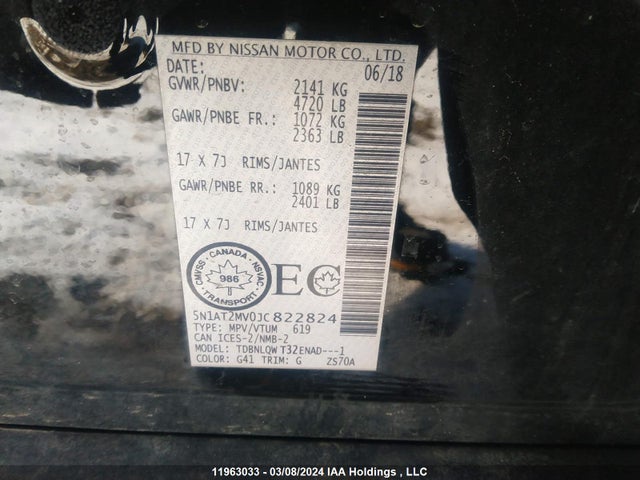 MFD BY NISSAN MOTOR CO., LTD.
DATE: 06/18
GVWR/PNBV: 2141 KG
4720 LB
GAWR/PNBE FR.: 1072 KG
2363 LB
17 X 7J RIMS/JANTES
GAWR/PNBE RR.: 1089 KG
2401 LB
17 X 7J RIMS/JANTES
CANADA
CMVSS 986 NSVAC
TRANSPORT
EC
5N1AT2MV0JC822824
TYPE: MPV/VTUM 619
CAN ICES-2/NMB-2
MODEL: TDBNLQW T32ENAD---1
COLOR: G41 TRIM: G ZS70A
11963033 - 03/08/2024 IAA Holdings , LLC